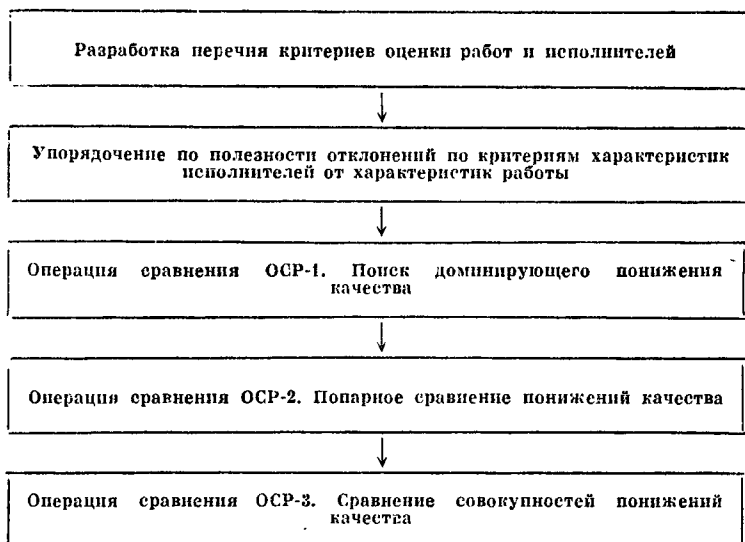 Разработка перечня критериев оценки работ и исполнителей
Упорядочение по полезности отклонений по критериям характеристик
исполнителей от характеристик работы
Операция сравнения ОСР-1. Поиск доминирующего понижения
качества
Операция сравнения ОСР-2. Попарное сравнение понижений качества
Операция сравнения ОСР-3. Сравнение совокупностей понижений
качества